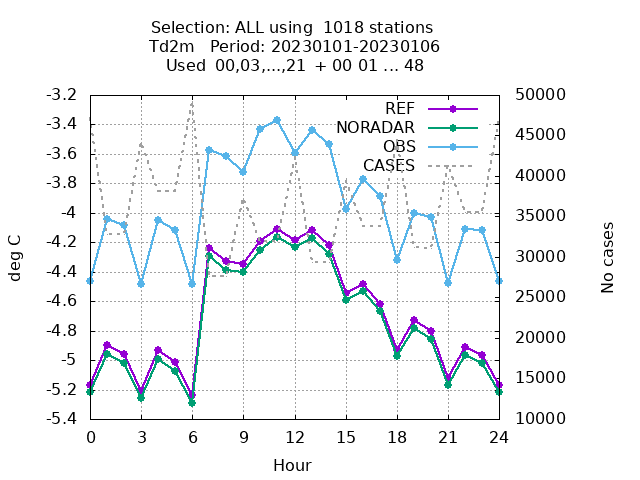 Selection: ALL using  1018 stations
Td2m   Period: 20230101-20230106
Used  00,03,...,21  + 00 01 ... 48
-3.2
-3.4
-3.6
-3.8
-4
-4.2
-4.4
-4.6
-4.8
-5
-5.2
-5.4
deg C
REF
NORADAR
OBS
CASES
50000
45000
40000
35000
30000
25000
20000
15000
10000
No cases
0 3 6 9 12 15 18 21 24
Hour